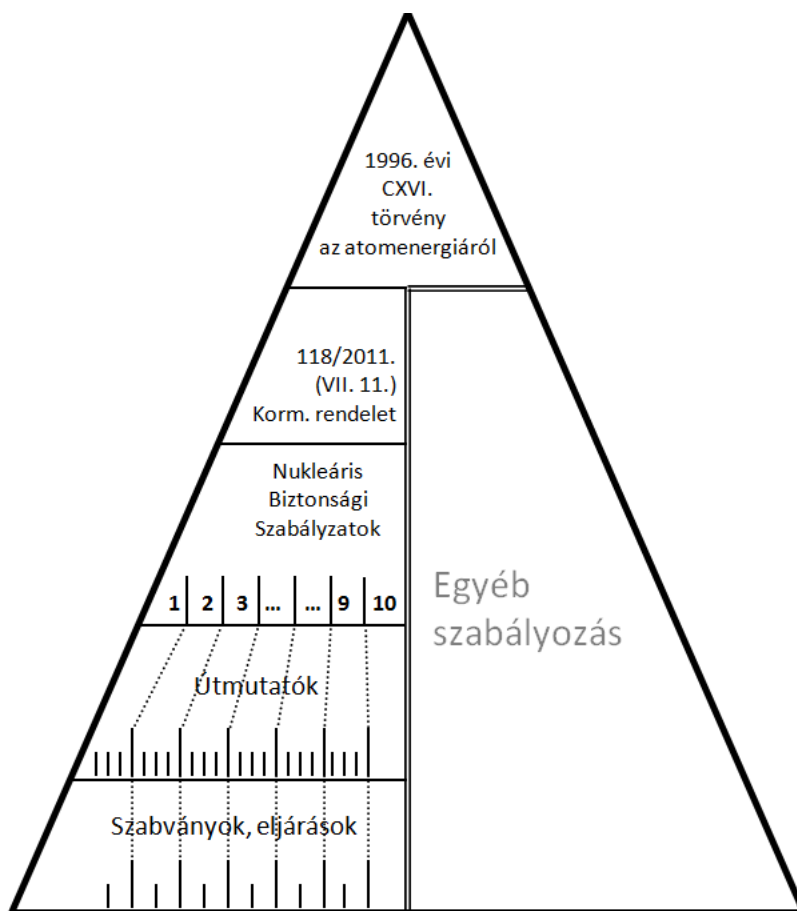 1996. évi
CXVI.
törvény
az atomenergiáról
118/2011.
(VII. 11.)
Korm. rendelet
Nukleáris
Biztonsági
Szabályzatok
1 2 3 ... ... 9 10
Egyéb
szabályozás
Útmutatók
Szabványok, eljárások